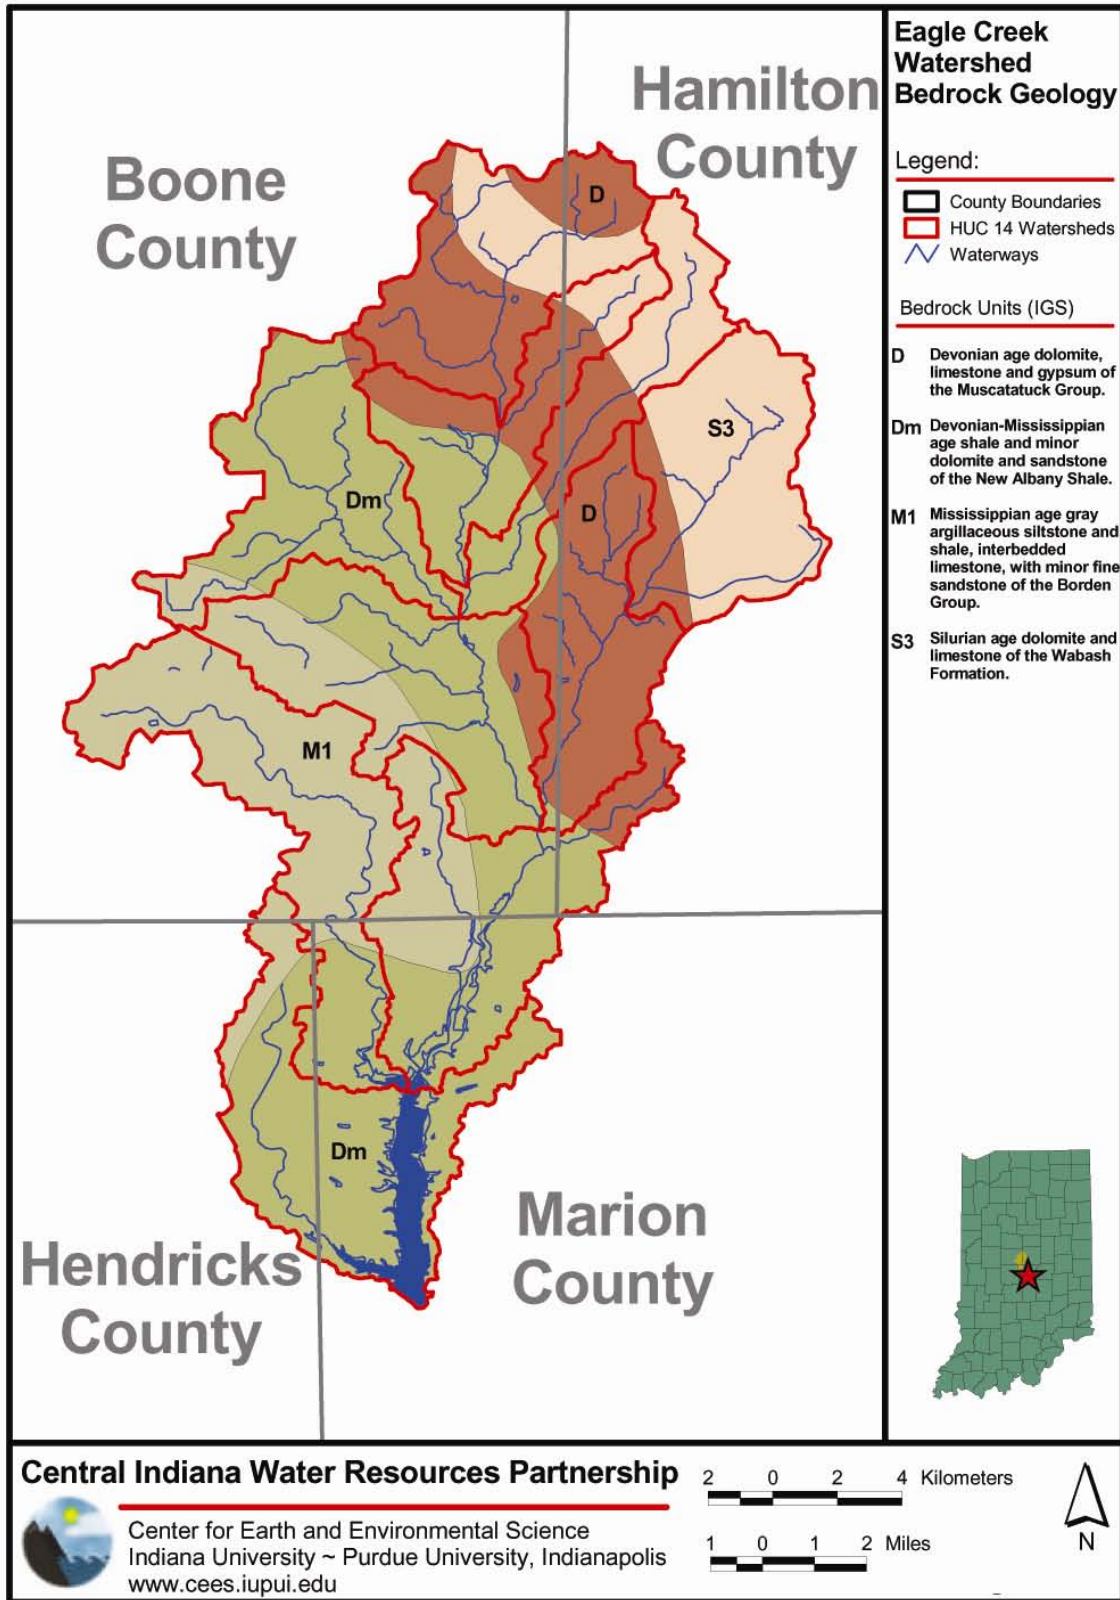 Eagle Creek
Watershed
Bedrock Geology
Legend:
County Boundaries
HUC 14 Watersheds
Waterways
Bedrock Units (IGS)
D Devonian age dolomite,
limestone and gypsum of
the Muscatatuck Group.
Dm Devonian-Mississippian
age shale and minor
dolomite and sandstone
of the New Albany Shale.
M1 Mississippian age gray
argillaceous siltstone and
shale, interbedded
limestone, with minor fine
sandstone of the Borden
Group.
S3 Silurian age dolomite and
limestone of the Wabash
Formation.
Hamilton
County
Boone
County
D
S3
Dm
D
M1
Dm
Marion
County
Hendricks
County
Central Indiana Water Resources Partnership
Center for Earth and Environmental Science
Indiana University ~ Purdue University, Indianapolis
www.cees.iupui.edu
2 0 2 4 Kilometers
1 0 1 2 Miles
N